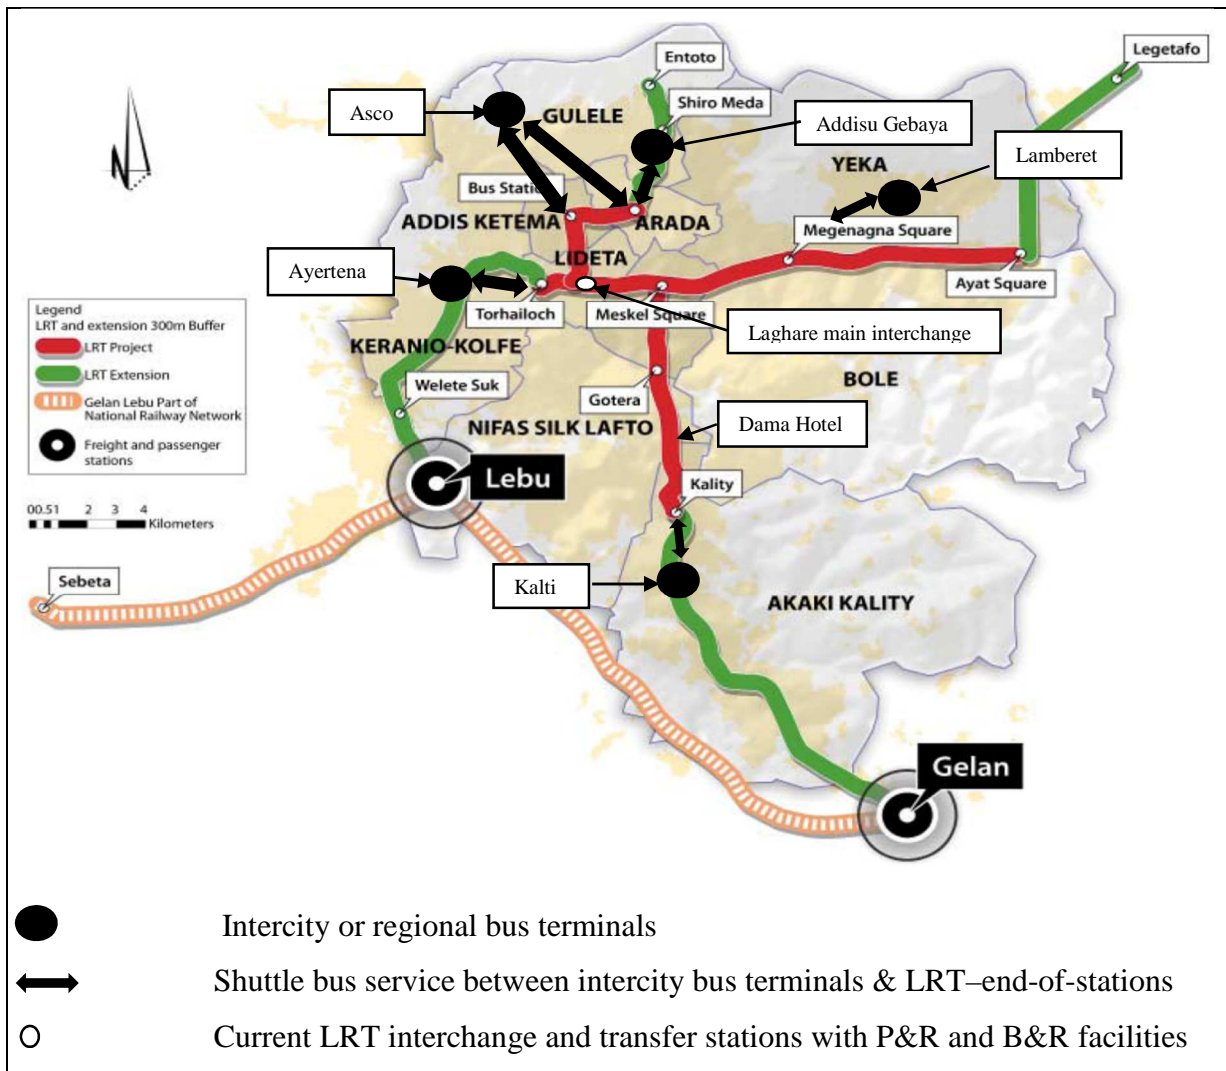 Entoto
Legetafo
Asco
GULELE
Shiro Meda
Addisu Gebaya
Lamberet
YEKA
N
Bus Station
ADDIS KETEMA
ARADA
Megenagna Square
LIDETA
Ayertena
Ayat Square
Torhailoch
Meskel Square
Laghare main interchange
Legend
LRT and extension 300m Buffer
LRT Project
LRT Extension
Gelan Lebu Part of
National Railway Network
Freight and passenger
stations
KERANIO-KOLFE
Welete Suk
Gotera
BOLE
NIFAS SILK LAFTO
Dama Hotel
Lebu
Kality
00.51 2 3 4
Kilometers
Sebeta
Kalti
AKAKI KALITY
Gelan
Intercity or regional bus terminals
Shuttle bus service between intercity bus terminals & LRT–end-of-stations
Current LRT interchange and transfer stations with P&R and B&R facilities